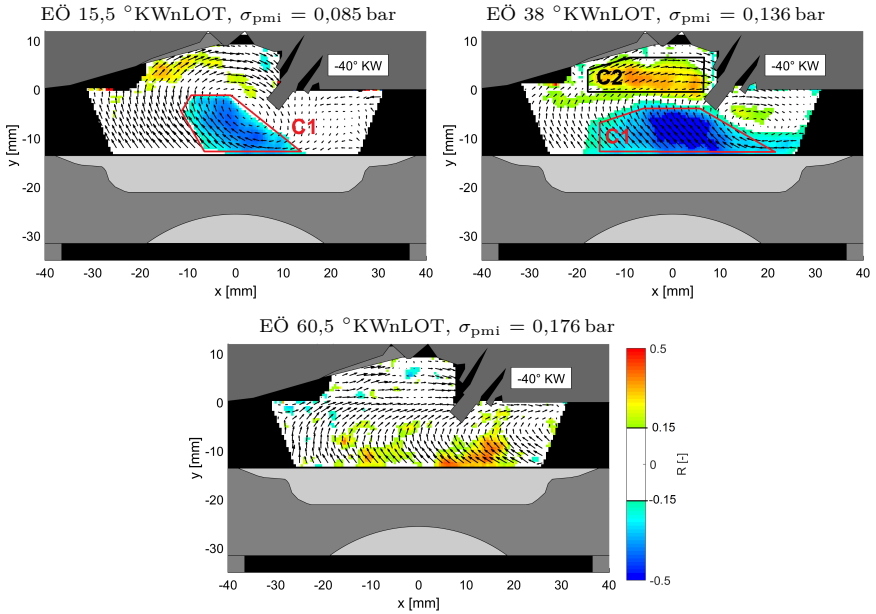 EÖ 15,5 °KWnLOT, σpmi = 0,085 bar
10
0
-10
-20
-30
y [mm]
-40° KW
C1
-40 -30 -20 -10 0 10 20 30 40
x [mm]
EÖ 38 °KWnLOT, σpmi = 0,136 bar
10
0
-10
-20
-30
y [mm]
-40° KW
C2
C1
-40 -30 -20 -10 0 10 20 30 40
x [mm]
EÖ 60,5 °KWnLOT, σpmi = 0,176 bar
10
0
-10
-20
-30
y [mm]
-40° KW
-40 -30 -20 -10 0 10 20 30 40
x [mm]
0.5
0.15
0
-0.15
-0.5
R [-]